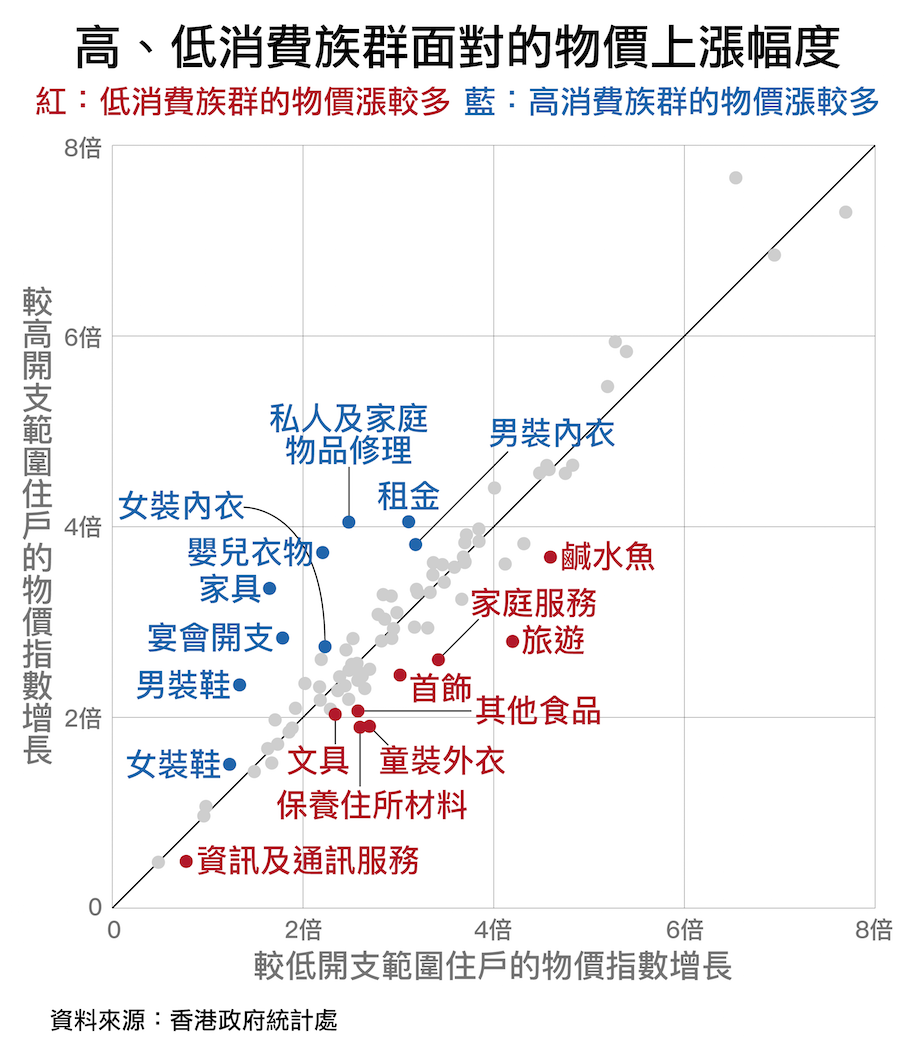 高、低消費族群面對的物價上漲幅度
紅：低消費族群的物價漲較多 藍：高消費族群的物價漲較多
8倍
6倍
4倍
2倍
0
較高開支範圍住戶的物價指數增長
私人及家庭
物品修理
男裝內衣
租金
女裝內衣
嬰兒衣物
鹹水魚
家具
家庭服務
宴會開支
旅遊
男裝鞋
首飾
其他食品
女裝鞋
文具
童裝外衣
保養住所材料
資訊及通訊服務
0
2倍
4倍
6倍
8倍
較低開支範圍住戶的物價指數增長
資料來源：香港政府統計處